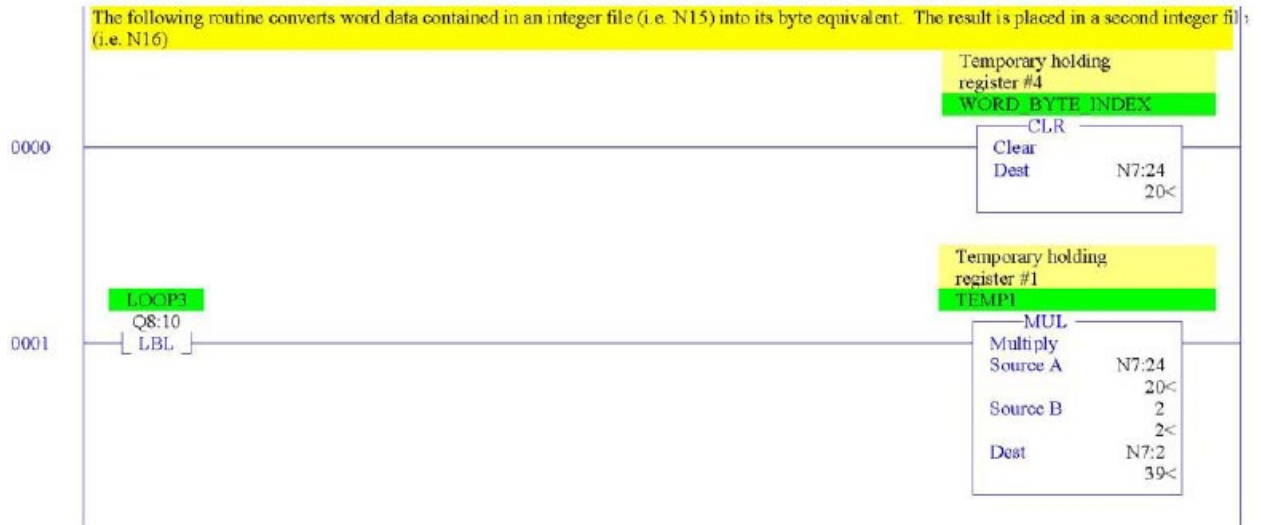 The following routine converts word data contained in an integer file (i.e. N15) into its byte equivalent. The result is placed in a second integer file
(i.e. N16)
Temporary holding
register #4
WORD_BYTE_INDEX
CLR
0000
Clear
Dest N7:24
20<
Temporary holding
register #1
LOOP3
TEMP1
Q8:10
MUL
0001
LBL
Multiply
Source A N7:24
20<
Source B 2
2<
Dest N7:2
39<